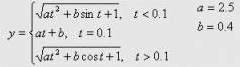 y = { √(at² + b sin t + 1), t < 0.1
at + b, t = 0.1
√(at² + b cos t + 1), t > 0.1
a = 2.5
b = 0.4